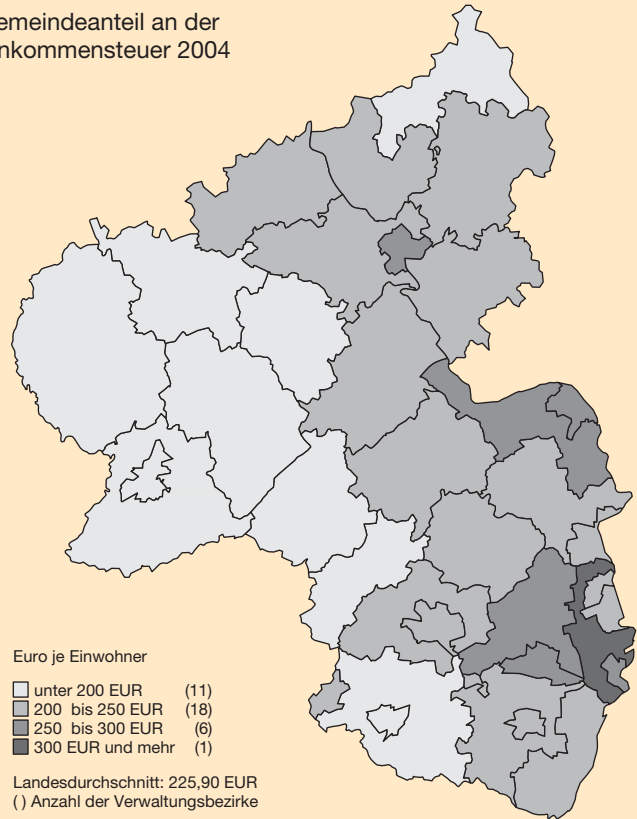 emeindeanteil an der
nkommensteuer 2004
Euro je Einwohner
unter 200 EUR (11)
200 bis 250 EUR (18)
250 bis 300 EUR (6)
300 EUR und mehr (1)
Landesdurchschnitt: 225,90 EUR
( ) Anzahl der Verwaltungsbezirke